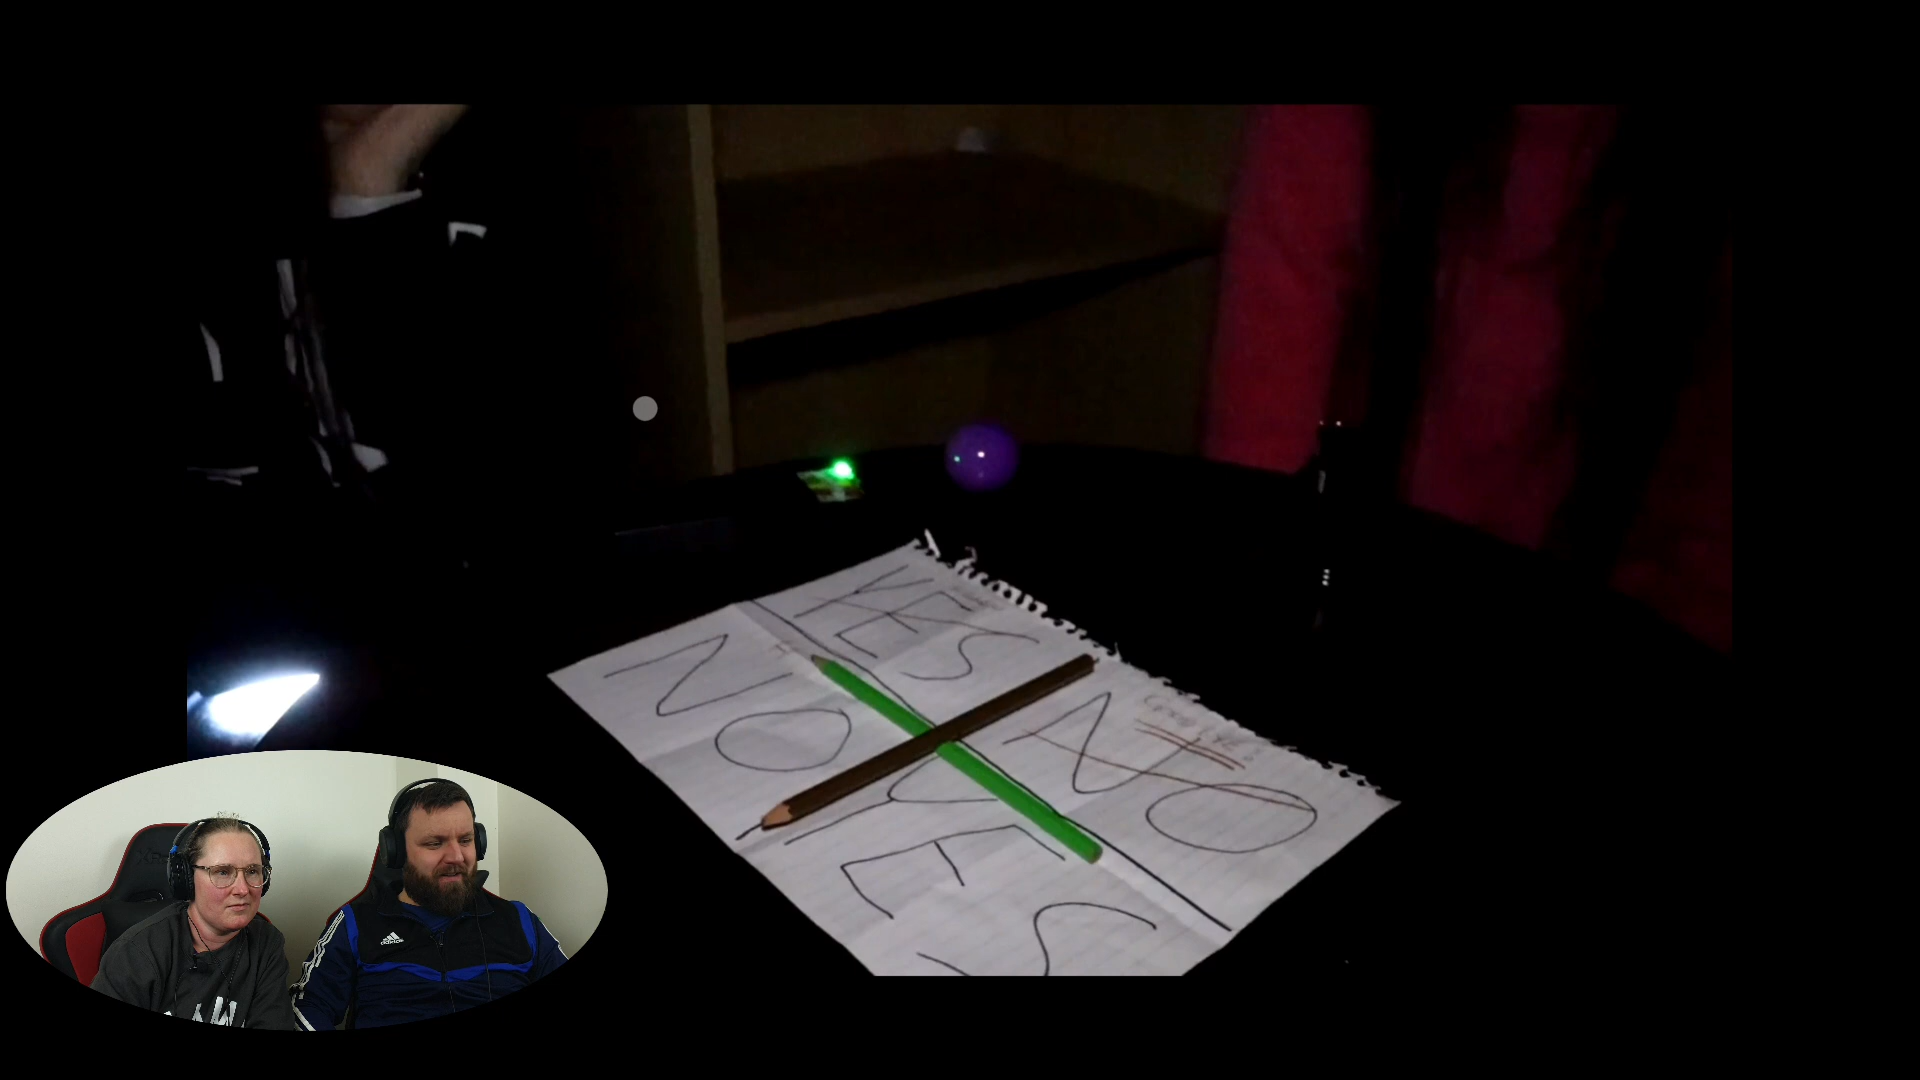 YES
NO
NO
YES
adidas